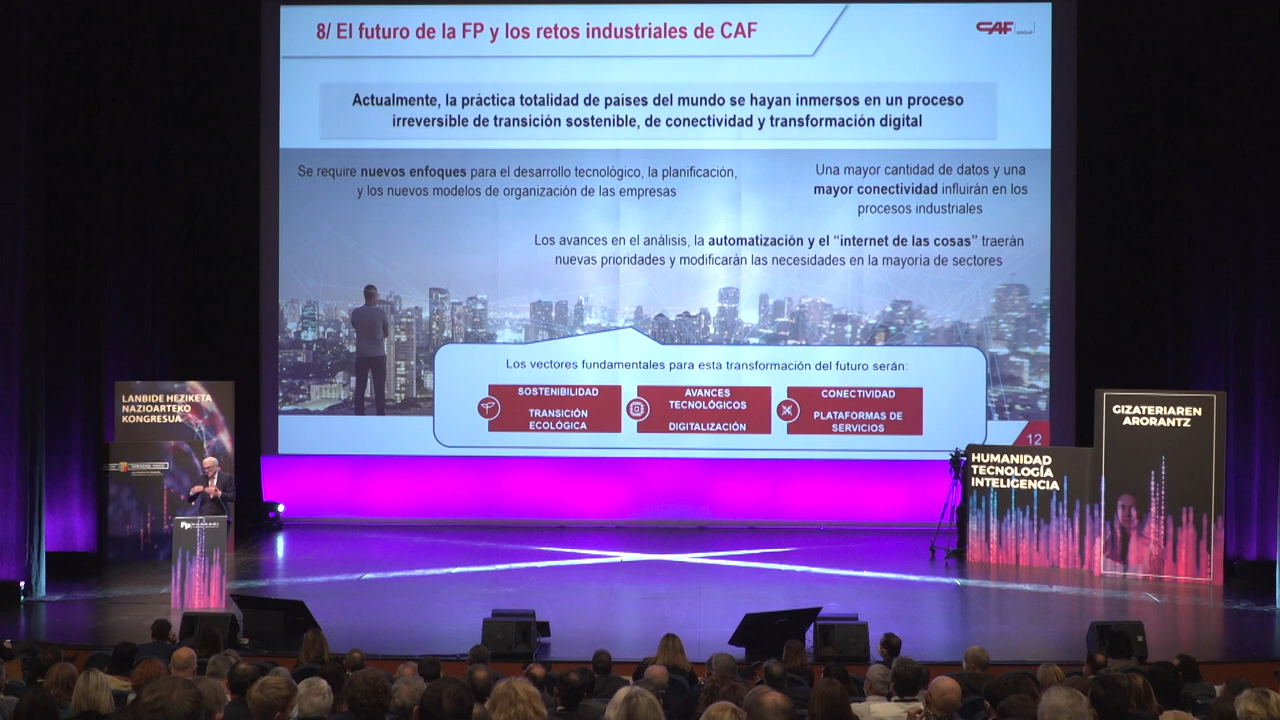 8/ El futuro de la FP y los retos industriales de CAF
CAF
GROUP
Actualmente, la práctica totalidad de países del mundo se hayan inmersos en un proceso
irreversible de transición sostenible, de conectividad y transformación digital
Se require nuevos enfoques para el desarrollo tecnológico, la planificación,
y los nuevos modelos de organización de las empresas
Una mayor cantidad de datos y una
mayor conectividad influirán en los
procesos industriales
Los avances en el análisis, la automatización y el “internet de las cosas” traerán
nuevas prioridades y modificarán las necesidades en la mayoría de sectores
Los vectores fundamentales para esta transformación del futuro serán:
SOSTENIBILIDAD
TRANSICIÓN
ECOLÓGICA
AVANCES
TECNOLÓGICOS
DIGITALIZACIÓN
CONECTIVIDAD
PLATAFORMAS DE
SERVICIOS
12
LANBIDE HEZIKETA
NAZIOARTEKO
KONGRESUA
HUMANIDAD
TECNOLOGÍA
INTELIGENCIA
GIZATERIAREN
ARORANTZ